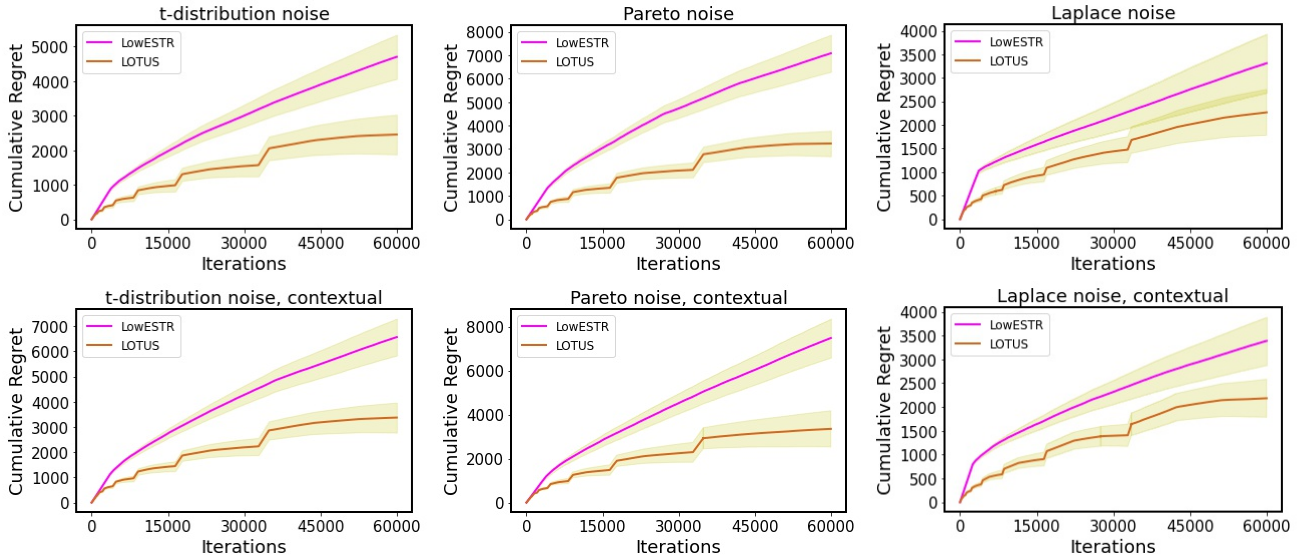 t-distribution noise
Cumulative Regret
5000
4000
3000
2000
1000
0
LowESTR
LOTUS
0 15000 30000 45000 60000
Iterations
Pareto noise
Cumulative Regret
8000
7000
6000
5000
4000
3000
2000
1000
0
LowESTR
LOTUS
0 15000 30000 45000 60000
Iterations
Laplace noise
Cumulative Regret
4000
3500
3000
2500
2000
1500
1000
500
0
LowESTR
LOTUS
0 15000 30000 45000 60000
Iterations
t-distribution noise, contextual
Cumulative Regret
7000
6000
5000
4000
3000
2000
1000
0
LowESTR
LOTUS
0 15000 30000 45000 60000
Iterations
Pareto noise, contextual
Cumulative Regret
8000
6000
4000
2000
0
LowESTR
LOTUS
0 15000 30000 45000 60000
Iterations
Laplace noise, contextual
Cumulative Regret
4000
3500
3000
2500
2000
1500
1000
500
0
LowESTR
LOTUS
0 15000 30000 45000 60000
Iterations